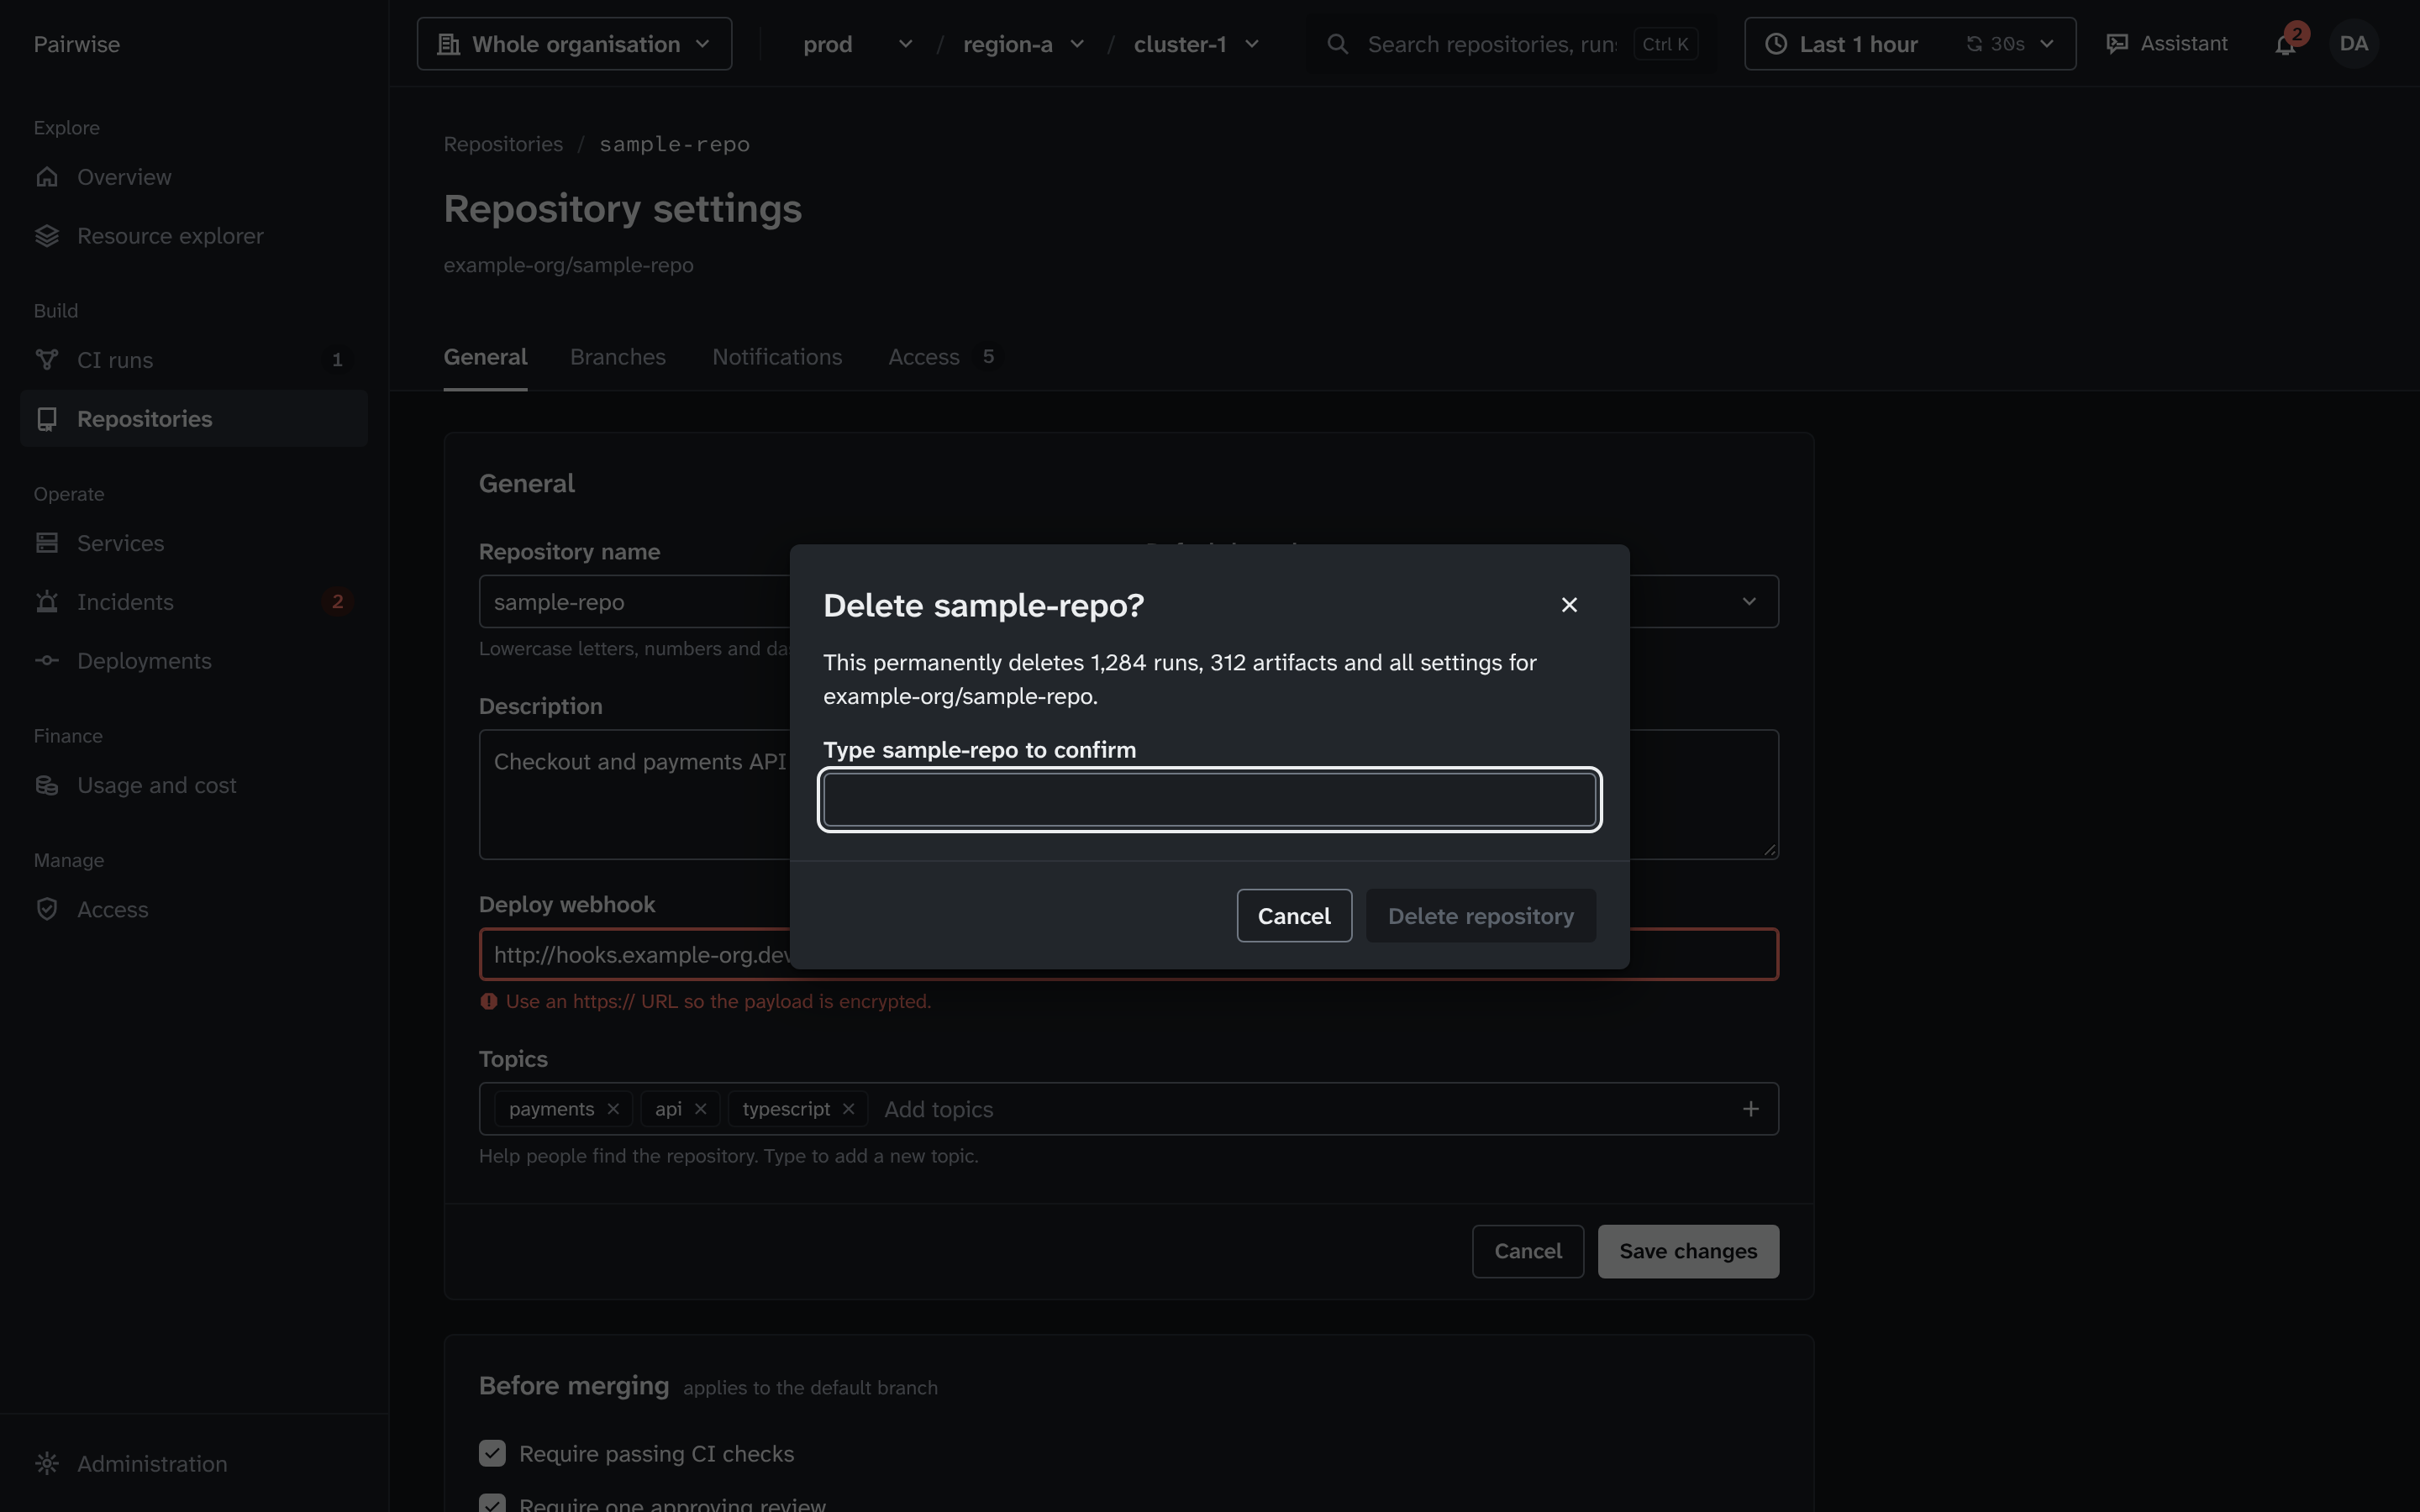 Pairwise
Whole organisation
prod / region-a / cluster-1
Search repositories, run
Ctrl K
Last 1 hour
30s
Assistant
2
DA
Explore
Overview
Resource explorer
Build
CI runs 1
Repositories
Operate
Services
Incidents 2
Deployments
Finance
Usage and cost
Manage
Access
Administration
Repositories / sample-repo
Repository settings
example-org/sample-repo
General
Branches
Notifications
Access 5
General
Repository name
sample-repo
Lowercase letters, numbers and
Description
Checkout and payments API
Deploy webhook
http://hooks.example-org.dev
Use an https:// URL so the payload is encrypted.
Topics
payments
api
typescript
Add topics
Help people find the repository. Type to add a new topic.
Cancel
Save changes
Before merging applies to the default branch
Require passing CI checks
Require one approving review
Delete sample-repo?
This permanently deletes 1,284 runs, 312 artifacts and all settings for
example-org/sample-repo.
Type sample-repo to confirm
Cancel
Delete repository